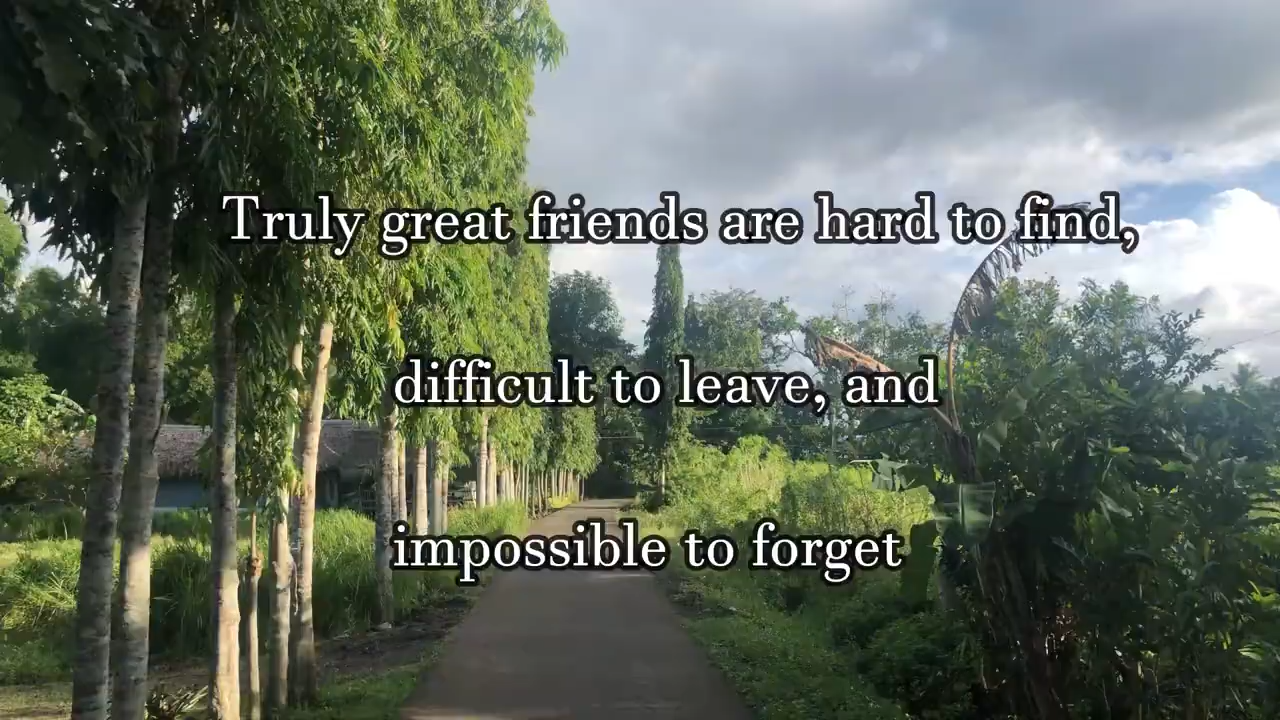 Truly great friends are hard to find,
difficult to leave, and
impossible to forget